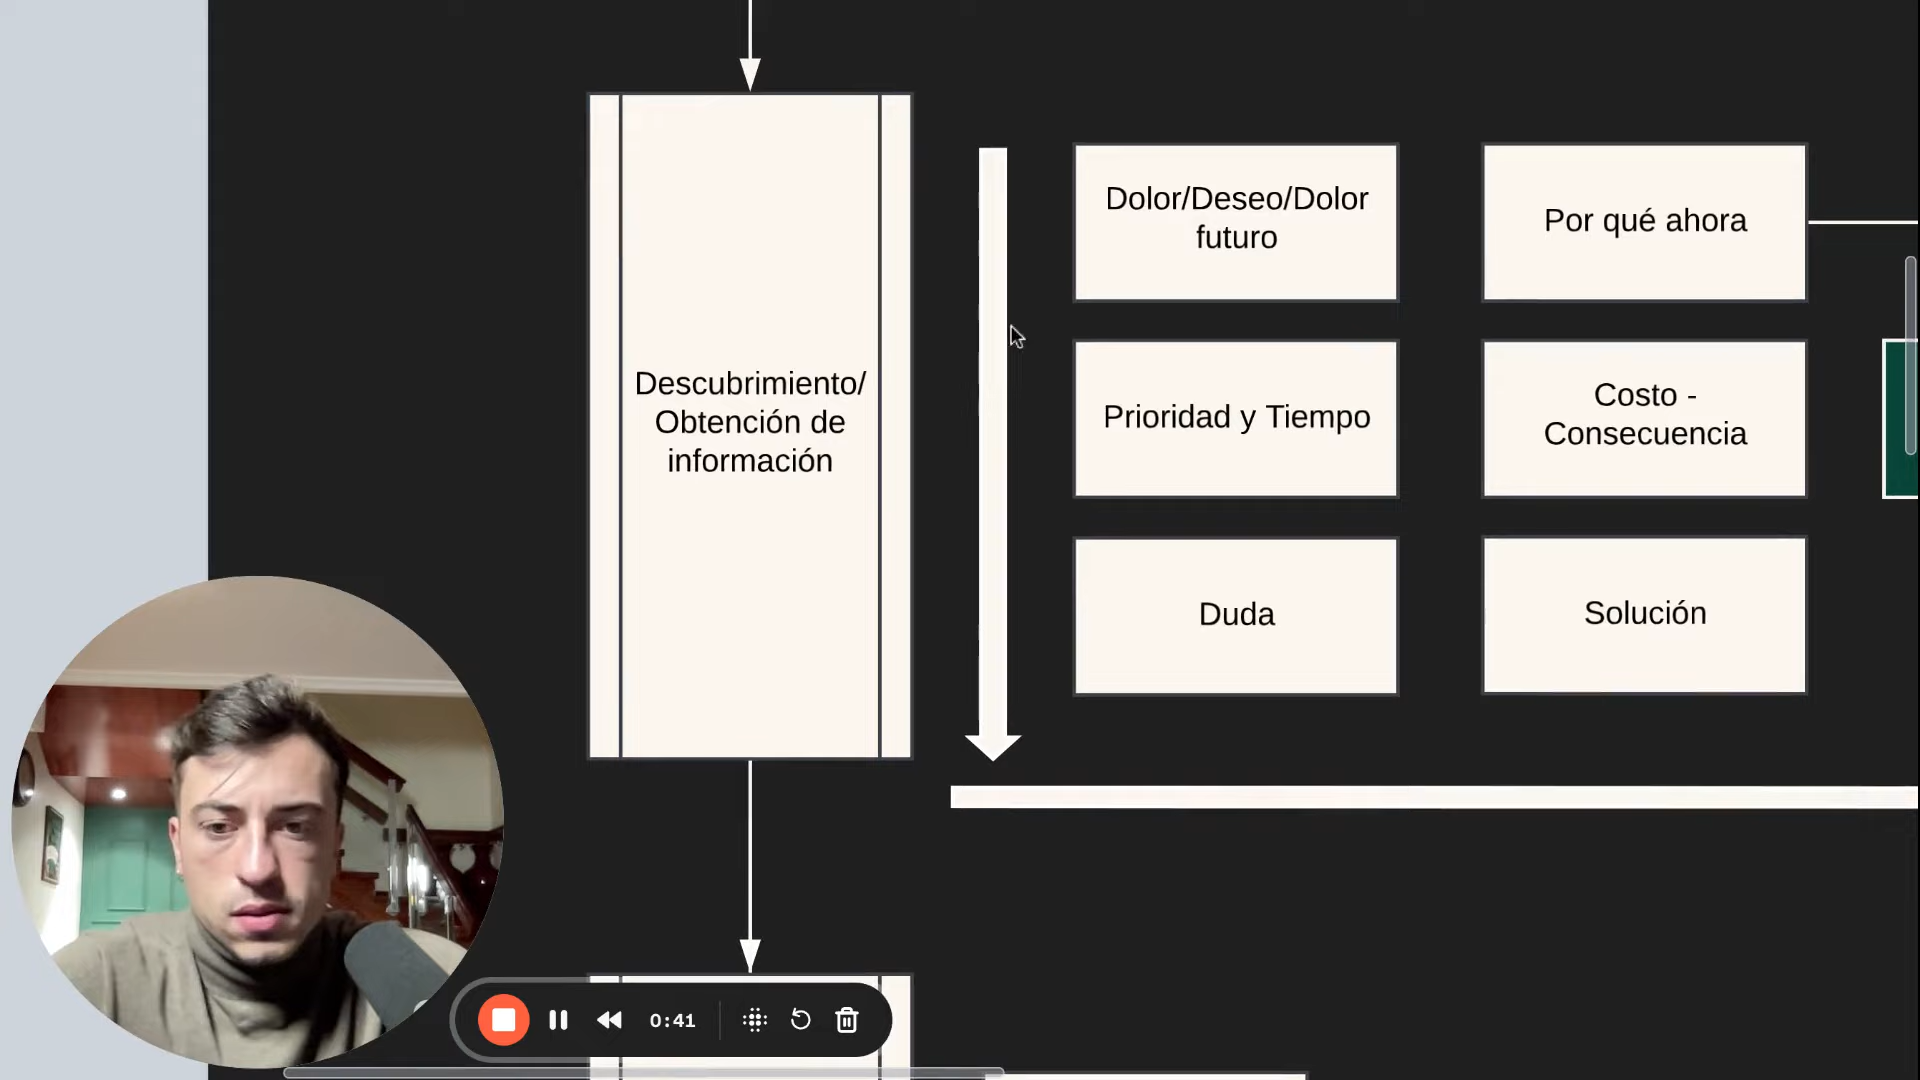 Descubrimiento/
Obtención de
información
Dolor/Deseo/Dolor
futuro
Por qué ahora
Prioridad y Tiempo
Costo -
Consecuencia
Duda
Solución
0:41